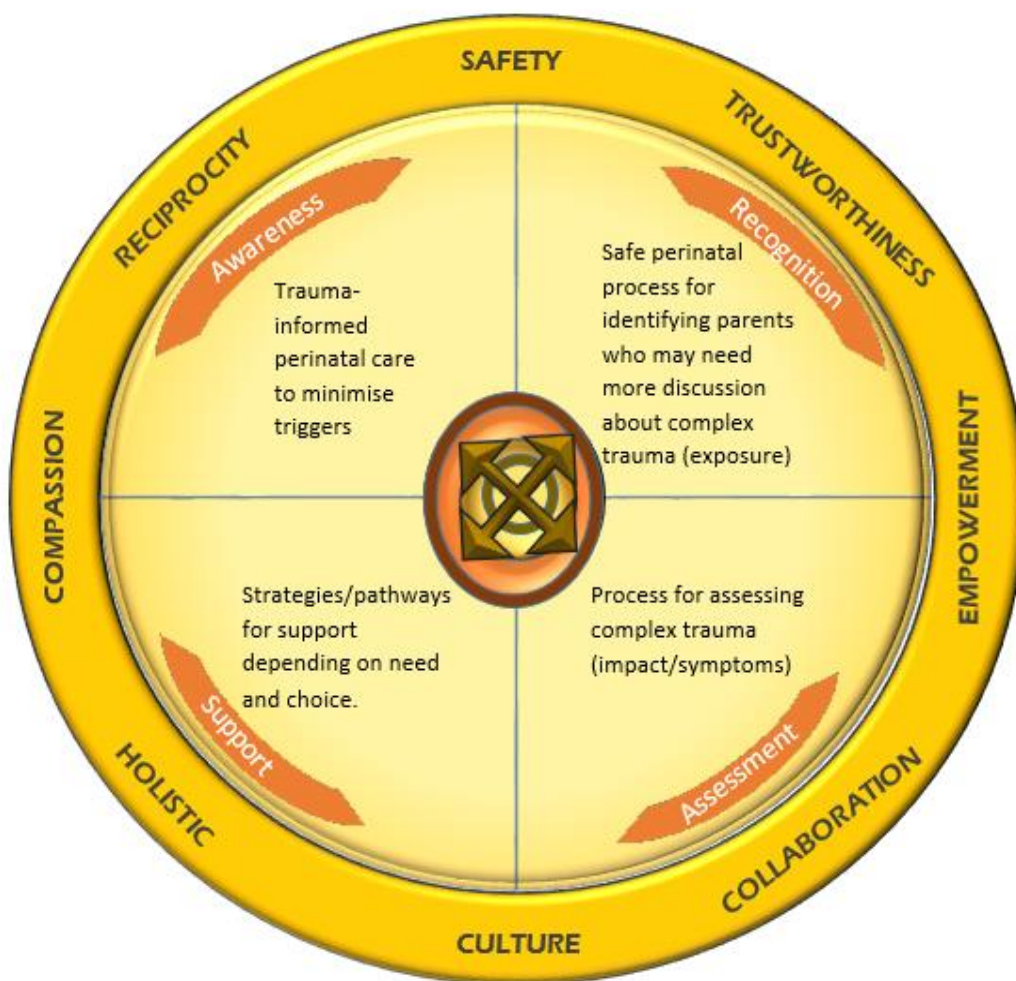 SAFETY
TRUSTWORTHINESS
EMPOWERMENT
COLLABORATION
CULTURE
HOLISTIC
COMPASSION
RECIPROCITY
Awareness
Trauma-
informed
perinatal care
to minimise
triggers
Recognition
Safe perinatal
process for
identifying parents
who may need
more discussion
about complex
trauma (exposure)
Support
Strategies/pathways
for support
depending on need
and choice.
Assessment
Process for assessing
complex trauma
(impact/symptoms)